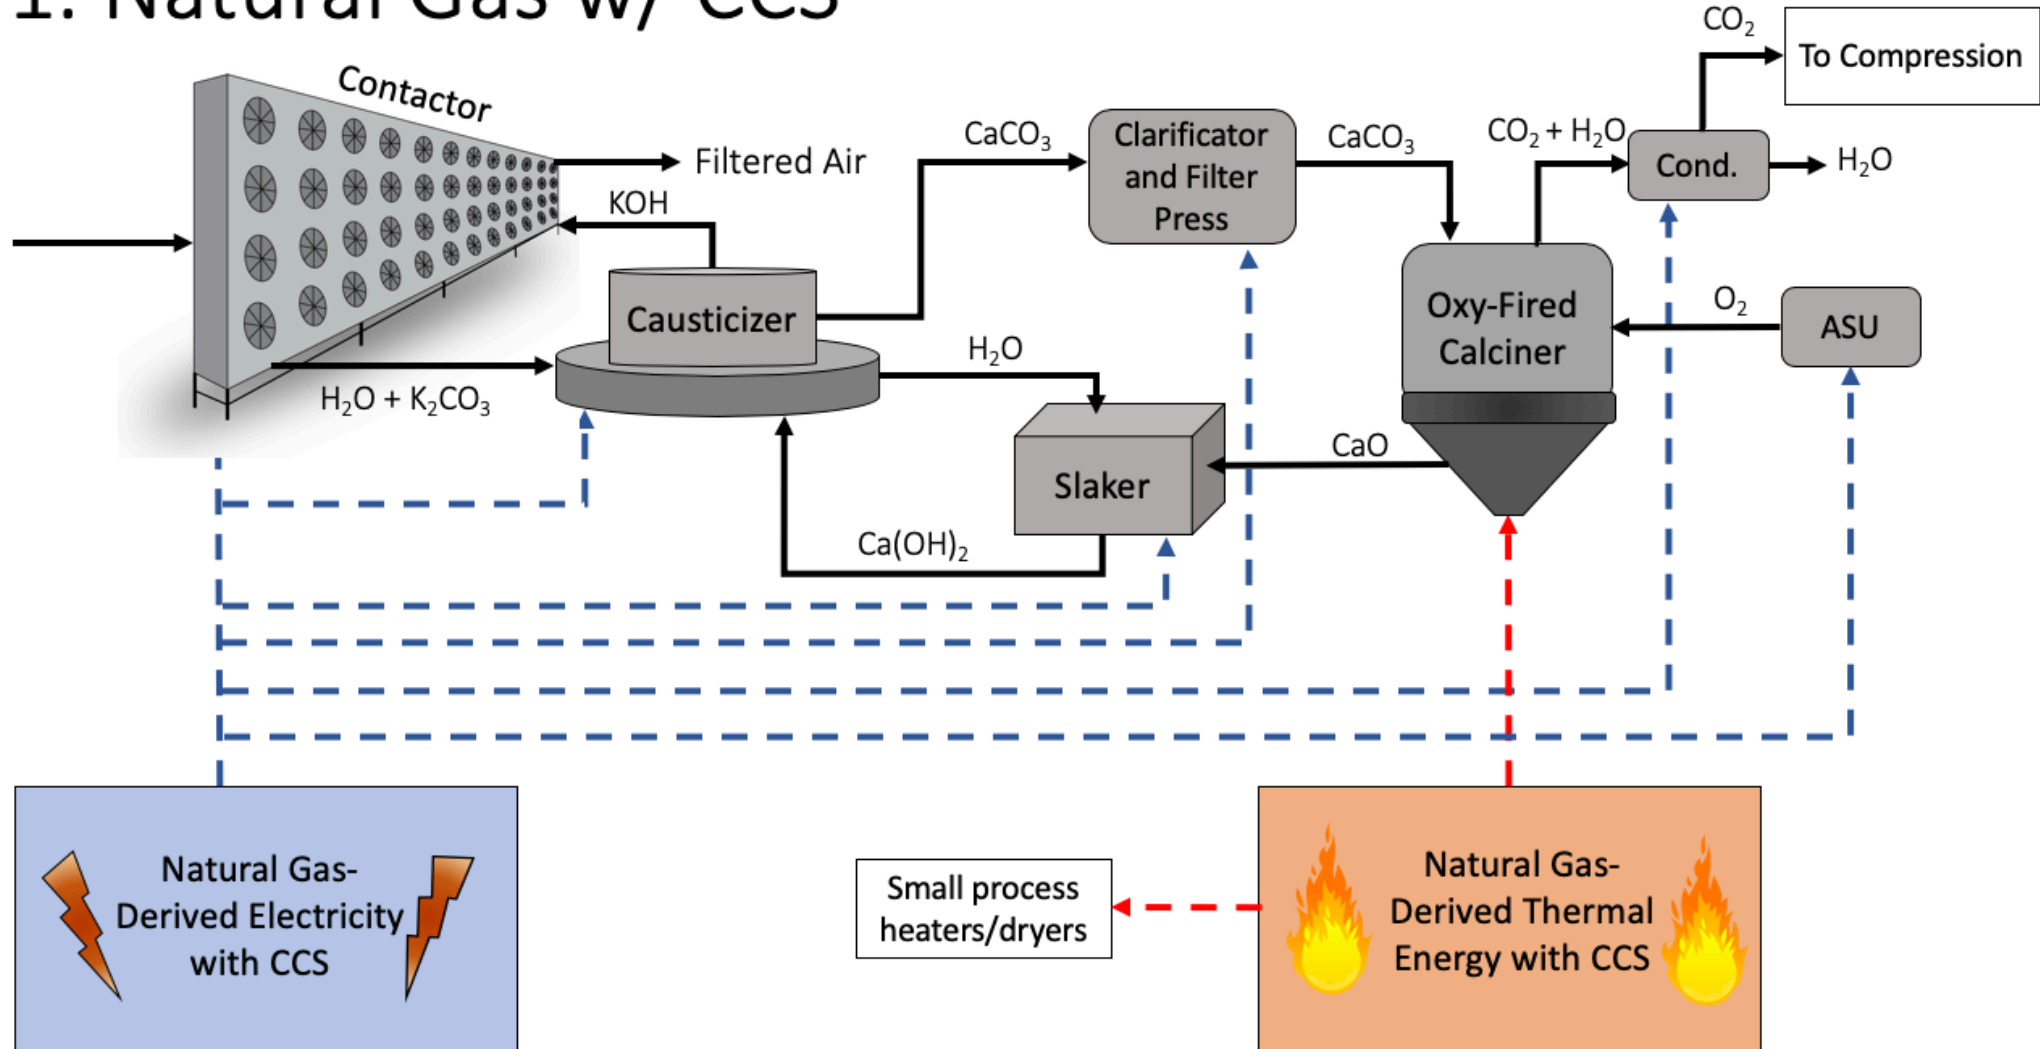 1. Natural Gas w/ CCS
CO₂
To Compression
Contactor
Filtered Air
KOH
CaCO₃
Clarificator
and Filter
Press
CaCO₃
CO₂ + H₂O
Cond.
H₂O
Causticizer
H₂O + K₂CO₃
H₂O
Oxy-Fired
Calciner
O₂
ASU
Slaker
CaO
Ca(OH)₂
Natural Gas-
Derived Electricity
with CCS
Small process
heaters/dryers
Natural Gas-
Derived Thermal
Energy with CCS